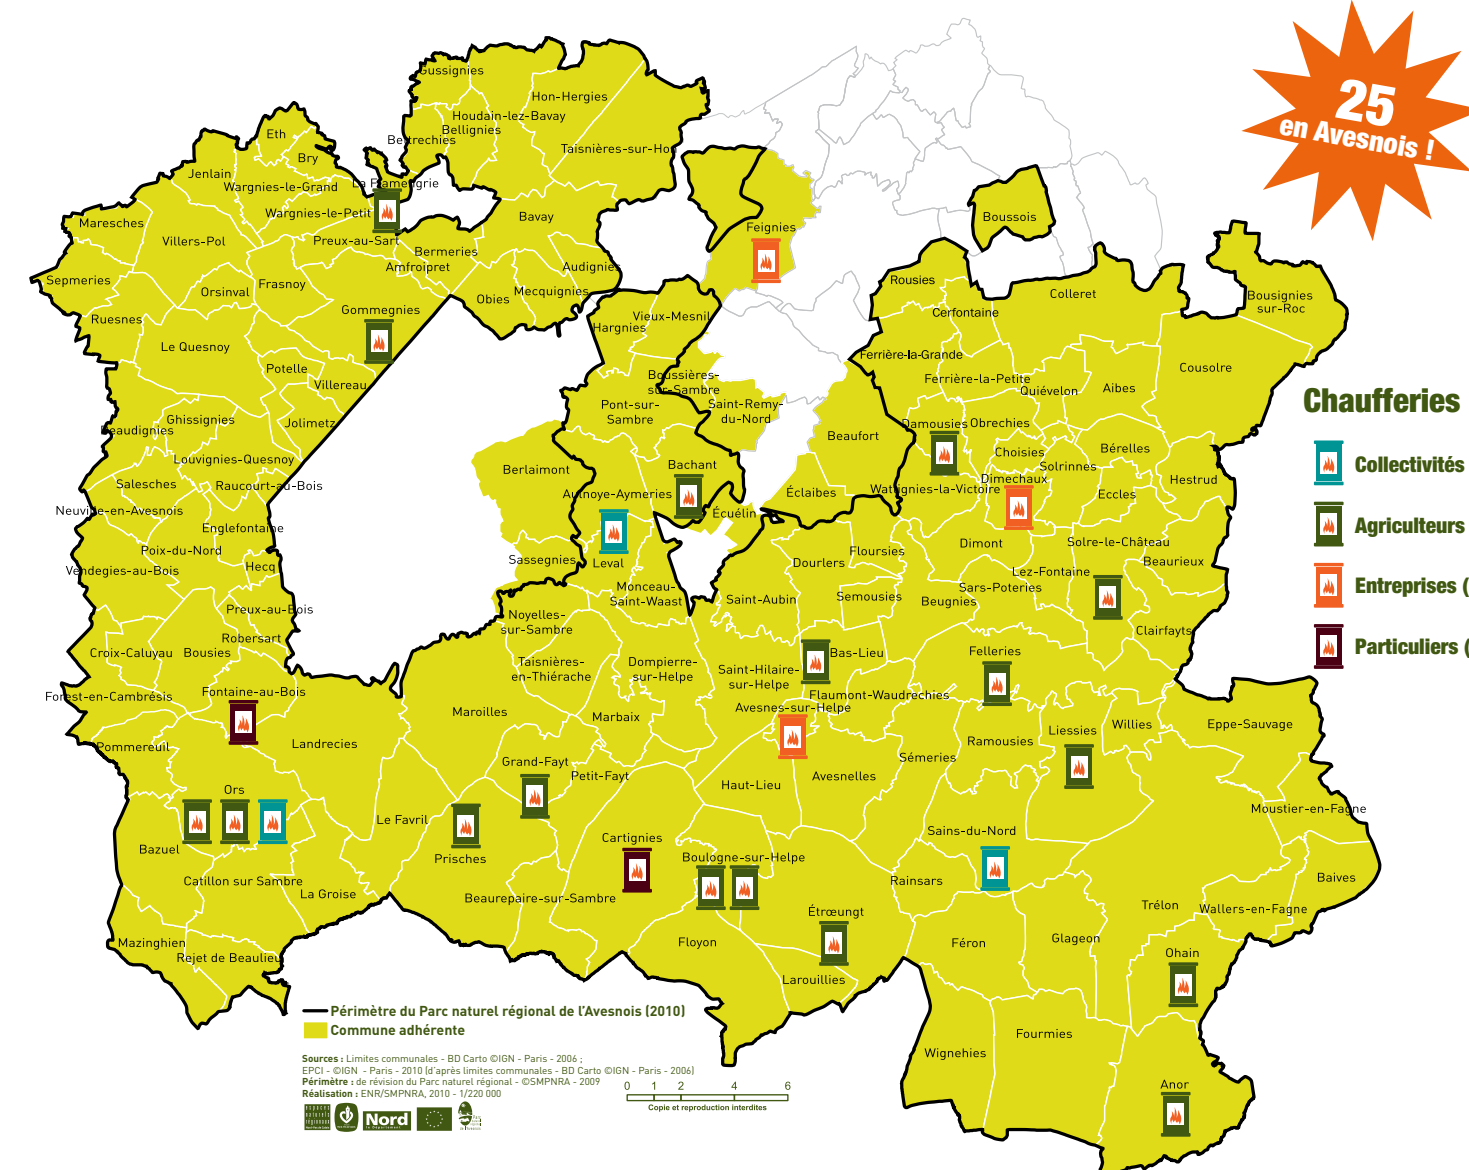 25
en Avesnois !
Gussignies
Hon-Hergies
Houdain-lez-Bavay
Bellignies
Bettrechies
Taisnières-sur-Hon
Eth
Bry
Jenlain
Wargnies-le-Grand
La Flamengrie
Wargnies-le-Petit
Maresches
Villers-Pol
Preux-au-Sart
Bermeries
Amfroipret
Bavay
Audignies
Mecquignies
Obies
Feignies
Boussois
Sepmeries
Orsinval
Frasnoy
Gommegnies
Ruesnes
Le Quesnoy
Potelle
Villereau
Vieux-Mesnil
Hargnies
Rousies
Cerfontaine
Colleret
Bousignies
sur-Roc
Ferrière-la-Grande
Ferrière-la-Petite
Quiévelon
Aibes
Cousolre
Boussières-
sur-Sambre
Pont-sur-
Sambre
Saint-Remy-
du-Nord
Beaufort
Damousies
Obrechies
Choisies
Bérelles
Solrinnes
Dimechaux
Eccles
Hestrud
Ghissignies
Beaudignies
Jolimetz
Louvignies-Quesnoy
Salesches
Raucourt-au-Bois
Neuville-en-Avesnois
Englefontaine
Poix-du-Nord
Vendegies-au-Bois
Hecq
Preux-au-Bois
Robersart
Croix-Caluyau
Bousies
Forest-en-Cambrésis
Fontaine-au-Bois
Berlaimont
Bachant
Aulnoye-Aymeries
Écuélin
Éclaibes
Wattignies-la-Victoire
Sassegnies
Leval
Monceau-
Saint-Waast
Dourlers
Floursies
Dimont
Solre-le-Château
Beaurieux
Lez-Fontaine
Sars-Poteries
Saint-Aubin
Semousies
Beugnies
Clairfayts
Noyelles-
sur-Sambre
Taisnières-
en-Thiérache
Dompierre-
sur-Helpe
Saint-Hilaire-
sur-Helpe
Bas-Lieu
Felleries
Flaumont-Waudrechies
Avesnes-sur-Helpe
Maroilles
Marbaix
Landrecies
Pommereuil
Grand-Fayt
Petit-Fayt
Haut-Lieu
Avesnelles
Sémeries
Ramousies
Liessies
Willies
Eppe-Sauvage
Moustier-en-Fagne
Ors
Le Favril
Prisches
Bazuel
Catillon sur Sambre
La Groise
Cartignies
Boulogne-sur-Helpe
Beaurepaire-sur-Sambre
Sains-du-Nord
Rainsars
Étrœungt
Baives
Trélon
Wallers-en-Fagne
Mazinghien
Rejet de Beaulieu
Floyon
Larouillies
Féron
Glageon
Ohain
Wignehies
Fourmies
Anor
Chaufferies
Collectivités
Agriculteurs
Entreprises (
Particuliers (
Périmètre du Parc naturel régional de l'Avesnois (2010)
Commune adhérente
Sources : Limites communales - BD Carto ©IGN - Paris - 2006 ;
EPCI - ©IGN - Paris - 2010 (d'après limites communales - BD Carto ©IGN - Paris - 2006)
Périmètre : de révision du Parc naturel régional - ©SMPNRA - 2009
Réalisation : ENR/SMPNRA, 2010 - 1/220 000
0 1 2 4 6
Copie et reproduction interdites
espaces
naturels
régionaux
Nord